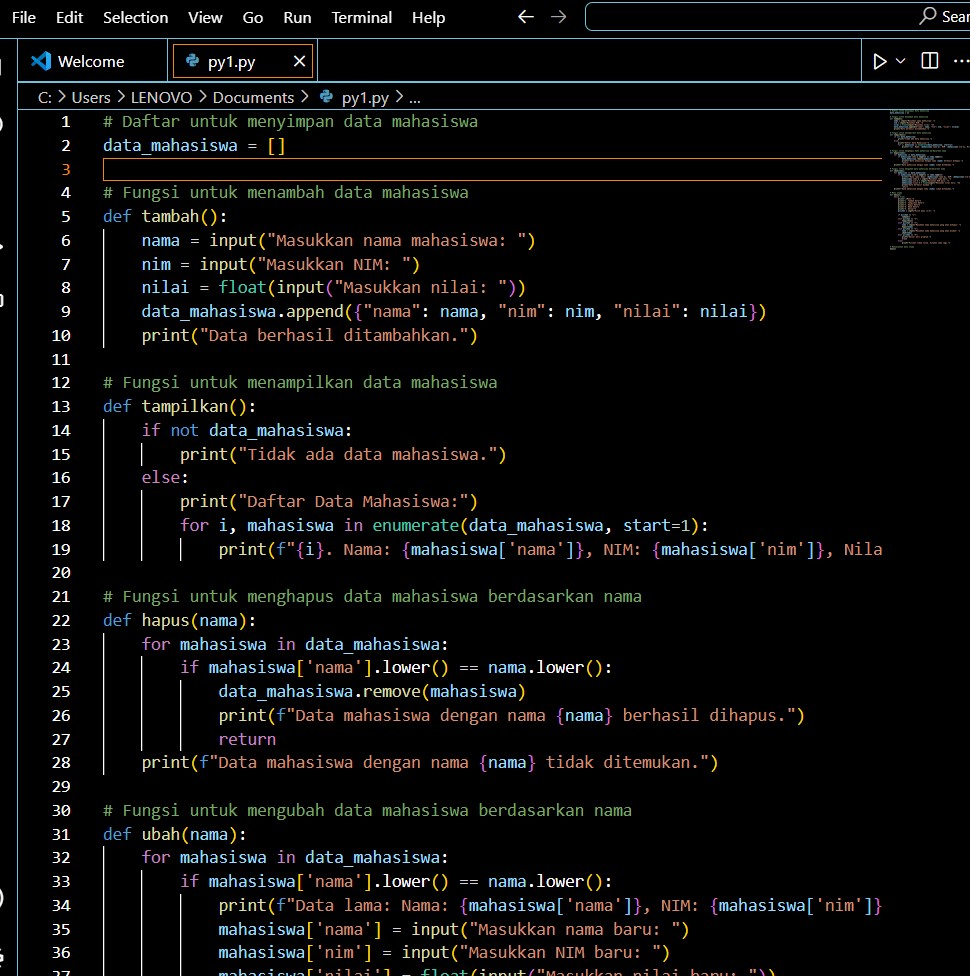 File Edit Selection View Go Run Terminal Help
Welcome py1.py
C: > Users > LENOVO > Documents > py1.py > ...
1 # Daftar untuk menyimpan data mahasiswa
2 data_mahasiswa = []
3
4 # Fungsi untuk menambah data mahasiswa
5 def tambah():
6 nama = input("Masukkan nama mahasiswa: ")
7 nim = input("Masukkan NIM: ")
8 nilai = float(input("Masukkan nilai: "))
9 data_mahasiswa.append({"nama": nama, "nim": nim, "nilai": nilai})
10 print("Data berhasil ditambahkan.")
11
12 # Fungsi untuk menampilkan data mahasiswa
13 def tampilkan():
14 if not data_mahasiswa:
15 print("Tidak ada data mahasiswa.")
16 else:
17 print("Daftar Data Mahasiswa:")
18 for i, mahasiswa in enumerate(data_mahasiswa, start=1):
19 print(f"{i}. Nama: {mahasiswa['nama']}, NIM: {mahasiswa['nim']}, Nila
20
21 # Fungsi untuk menghapus data mahasiswa berdasarkan nama
22 def hapus(nama):
23 for mahasiswa in data_mahasiswa:
24 if mahasiswa['nama'].lower() == nama.lower():
25 data_mahasiswa.remove(mahasiswa)
26 print(f"Data mahasiswa dengan nama {nama} berhasil dihapus.")
27 return
28 print(f"Data mahasiswa dengan nama {nama} tidak ditemukan.")
29
30 # Fungsi untuk mengubah data mahasiswa berdasarkan nama
31 def ubah(nama):
32 for mahasiswa in data_mahasiswa:
33 if mahasiswa['nama'].lower() == nama.lower():
34 print(f"Data lama: Nama: {mahasiswa['nama']}, NIM: {mahasiswa['nim']}
35 mahasiswa['nama'] = input("Masukkan nama baru: ")
36 mahasiswa['nim'] = input("Masukkan NIM baru: ")
37 mahasiswa['nilai'] = float(input("Masukkan nilai baru: "))